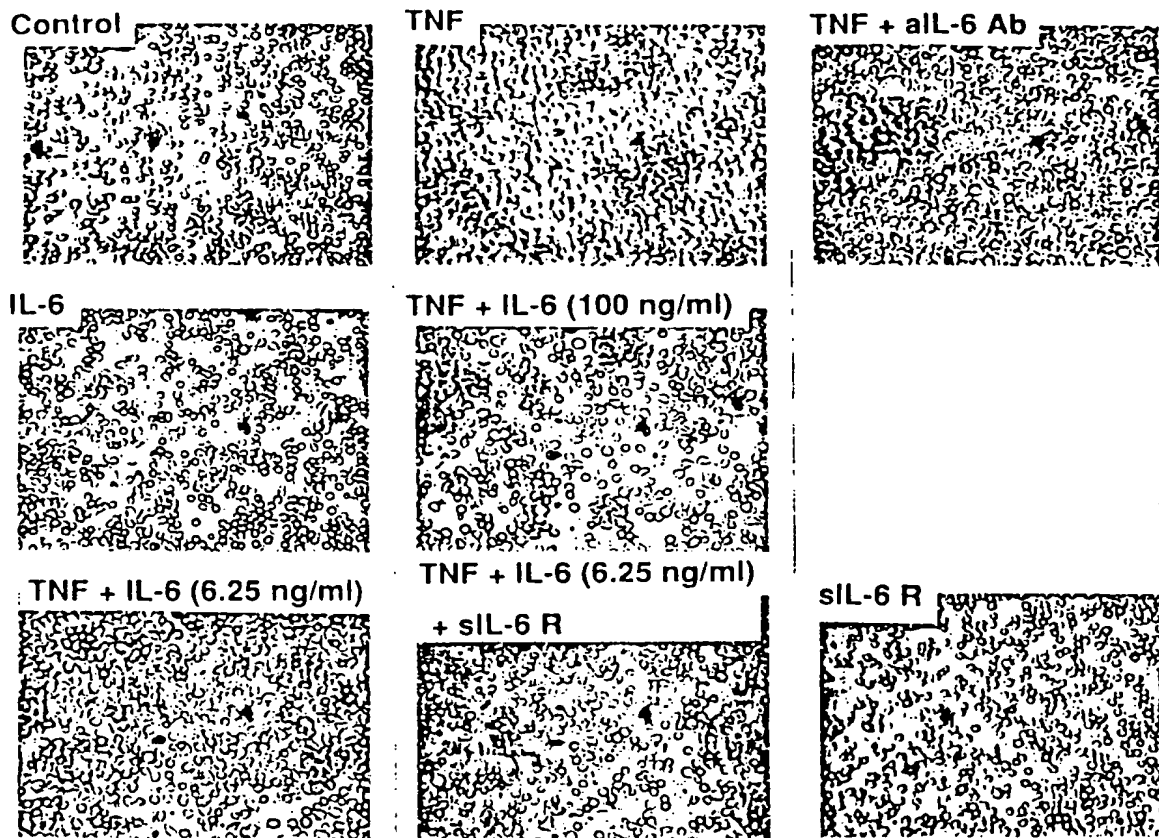 Control
TNF
TNF + aIL-6 Ab
IL-6
TNF + IL-6 (100 ng/ml)
TNF + IL-6 (6.25 ng/ml)
TNF + IL-6 (6.25 ng/ml)
+ sIL-6 R
sIL-6 R